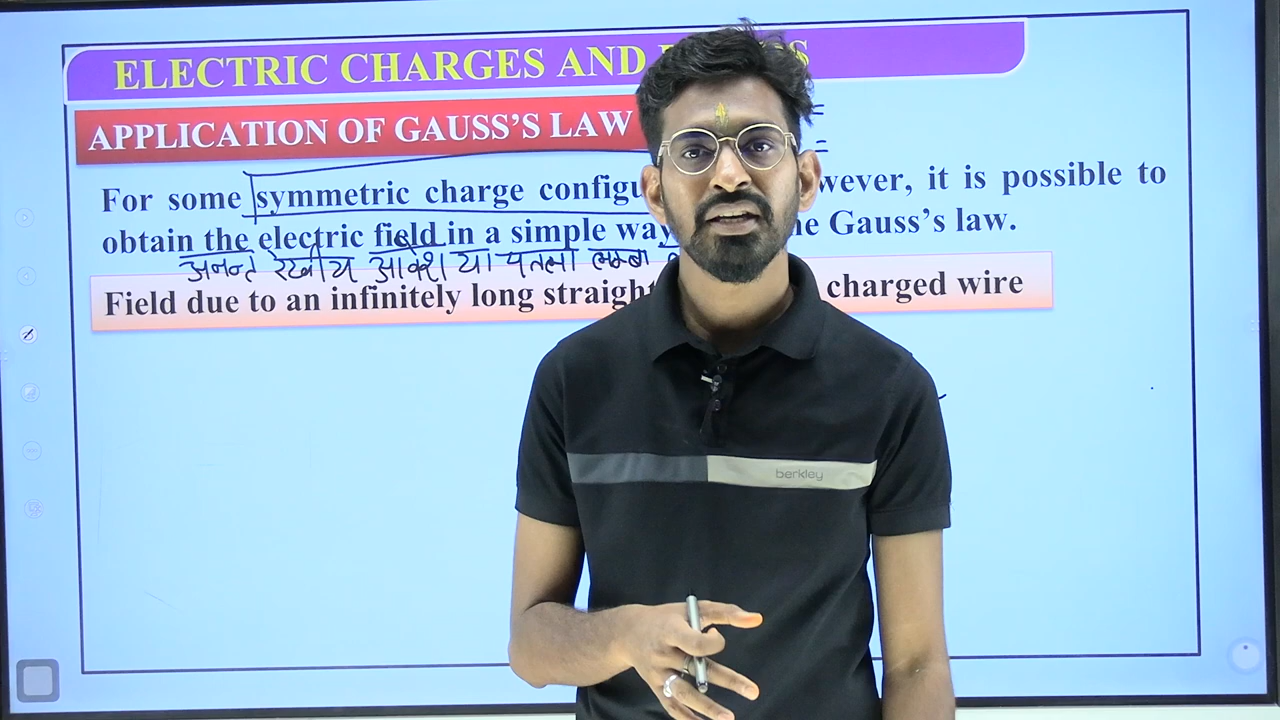 ELECTRIC CHARGES AND
APPLICATION OF GAUSS'S LAW
For some symmetric charge configu wever, it is possible to
obtain the electric field in a simple way he Gauss's law.
अनन्त रेखीय आवेश या पतला लम्बा
Field due to an infinitely long straight charged wire
berkley